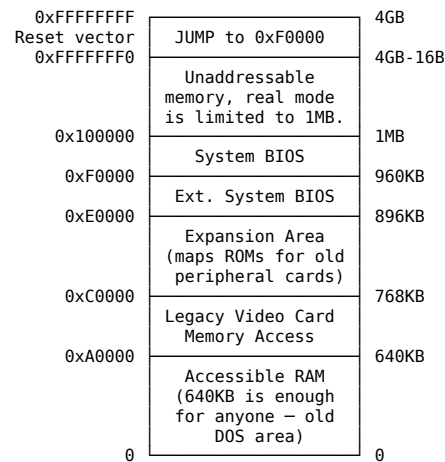 0xFFFFFFFF 4GB
Reset vector JUMP to 0xF0000
0xFFFFFFF0 4GB-16B
Unaddressable
memory, real mode
is limited to 1MB.
0x100000 1MB
System BIOS
0xF0000 960KB
Ext. System BIOS
0xE0000 896KB
Expansion Area
(maps ROMs for old
peripheral cards)
0xC0000 768KB
Legacy Video Card
Memory Access
0xA0000 640KB
Accessible RAM
(640KB is enough
for anyone – old
DOS area)
0 0